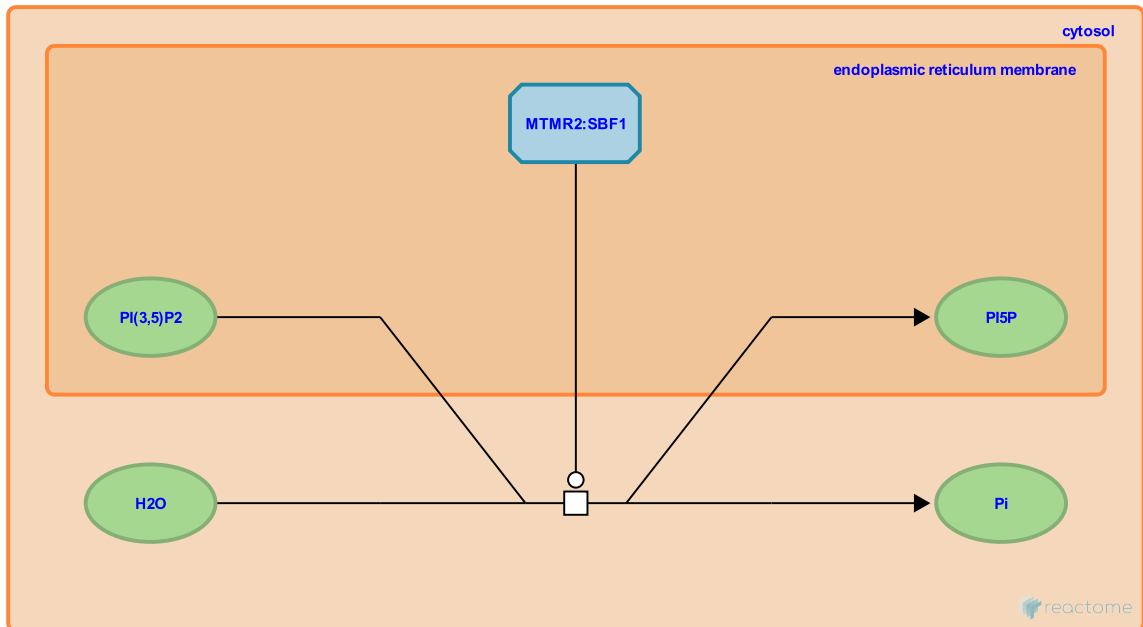 cytosol
endoplasmic reticulum membrane
MTMR2:SBF1
PI(3,5)P2
PI5P
H2O
Pi
reactome